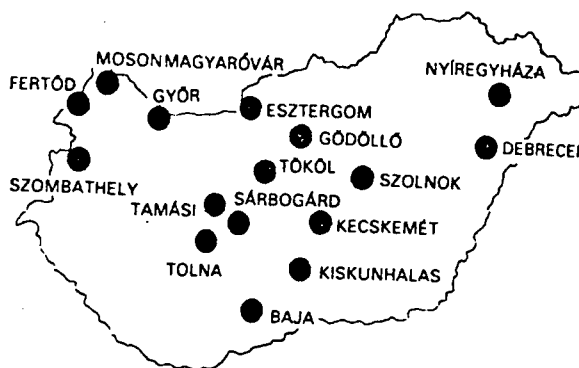 MOSONMAGYARÓVÁR
FERTŐD
NYÍREGYHÁZA
GYŐR
ESZTERGOM
GÖDÖLLŐ
DEBRECEN
TÖKÖL
SZOLNOK
SZOMBATHELY
SÁRBOGÁRD
TAMÁSI
KECSKEMÉT
TOLNA
KISKUNHALAS
BAJA